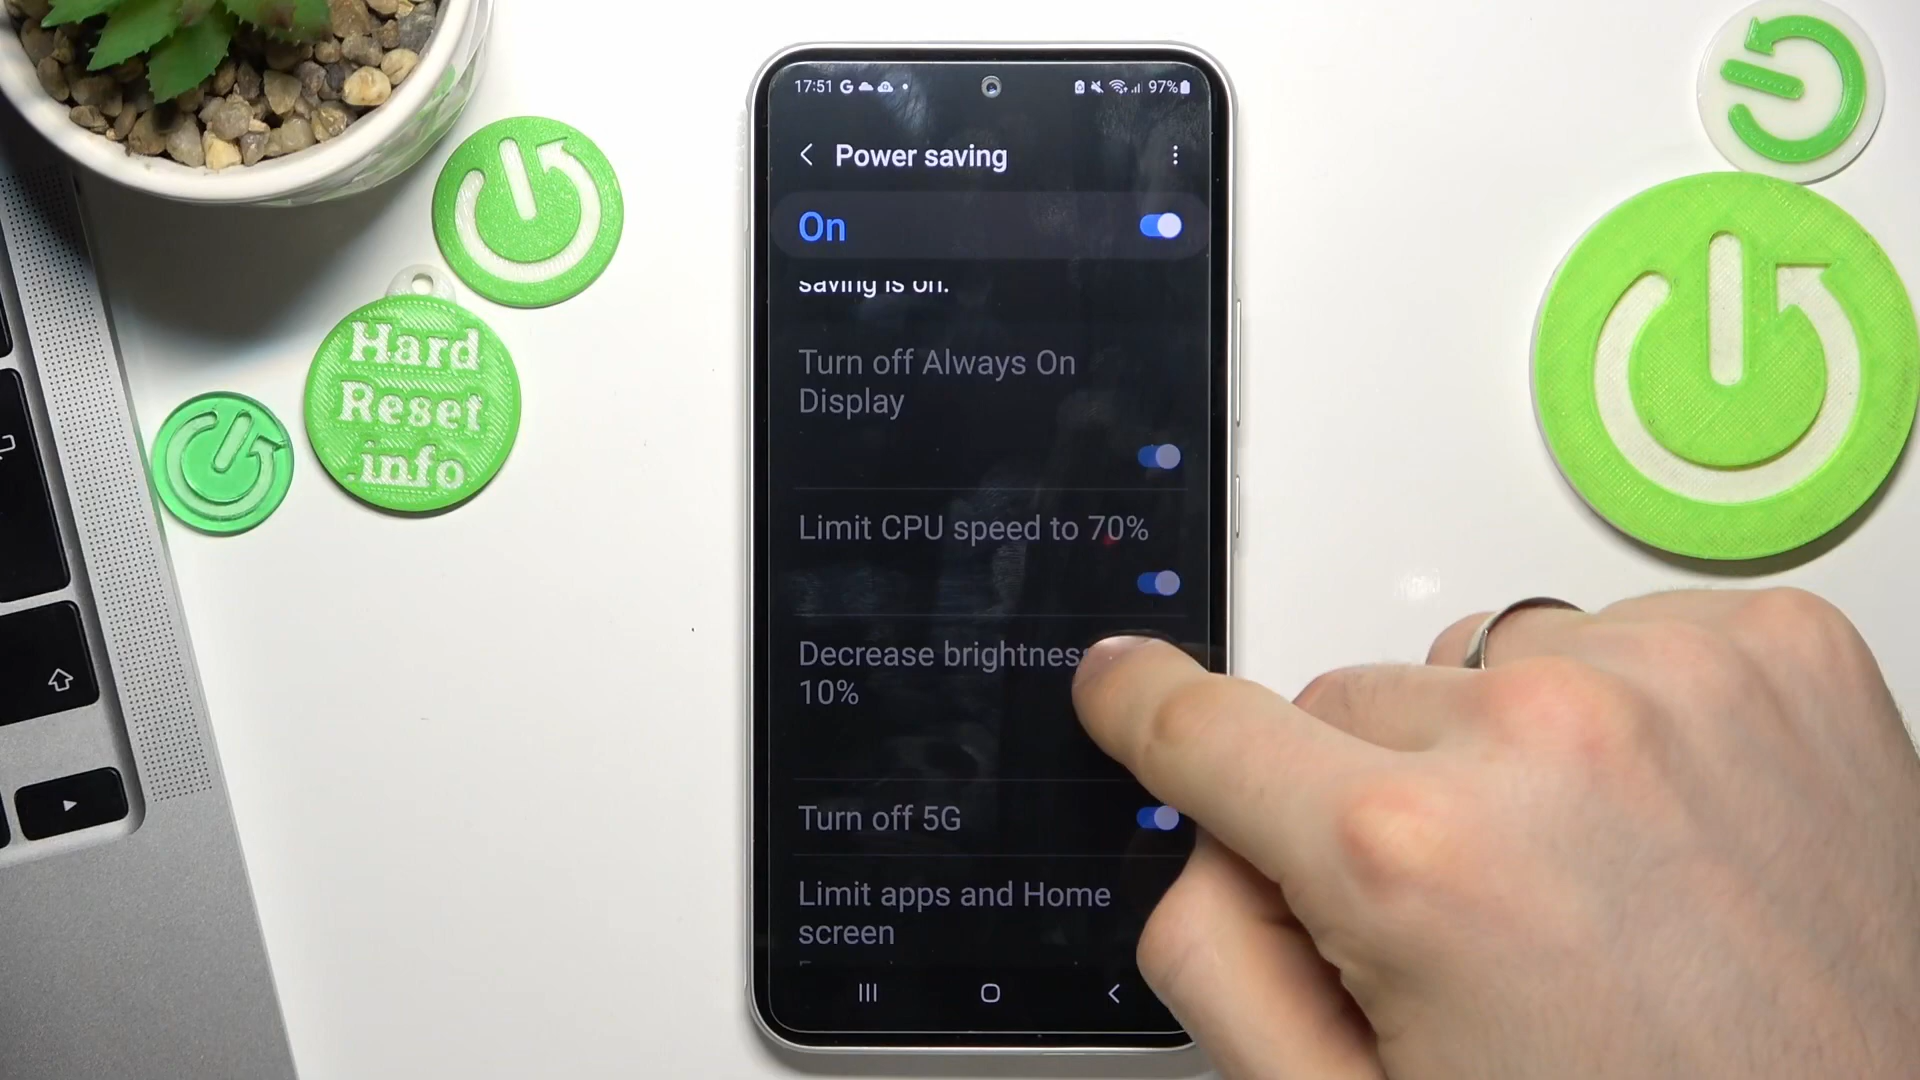 17:51 G
97%
Power saving
On
saving is on.
Turn off Always On
Display
Limit CPU speed to 70%
Decrease brightness
10%
Turn off 5G
Limit apps and Home
screen
Hard
Reset
.info